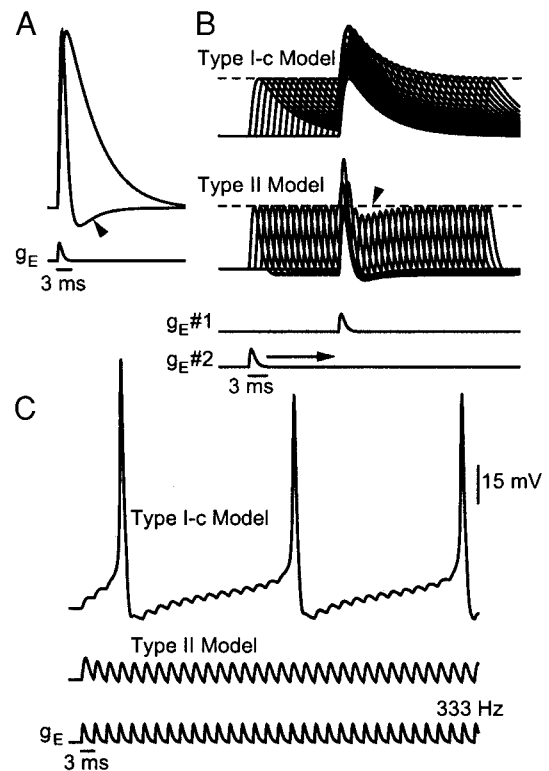 A
gE
3 ms
B
Type I-c Model
Type II Model
gE#1
gE#2
3 ms
C
15 mV
Type I-c Model
Type II Model
333 Hz
gE
3 ms